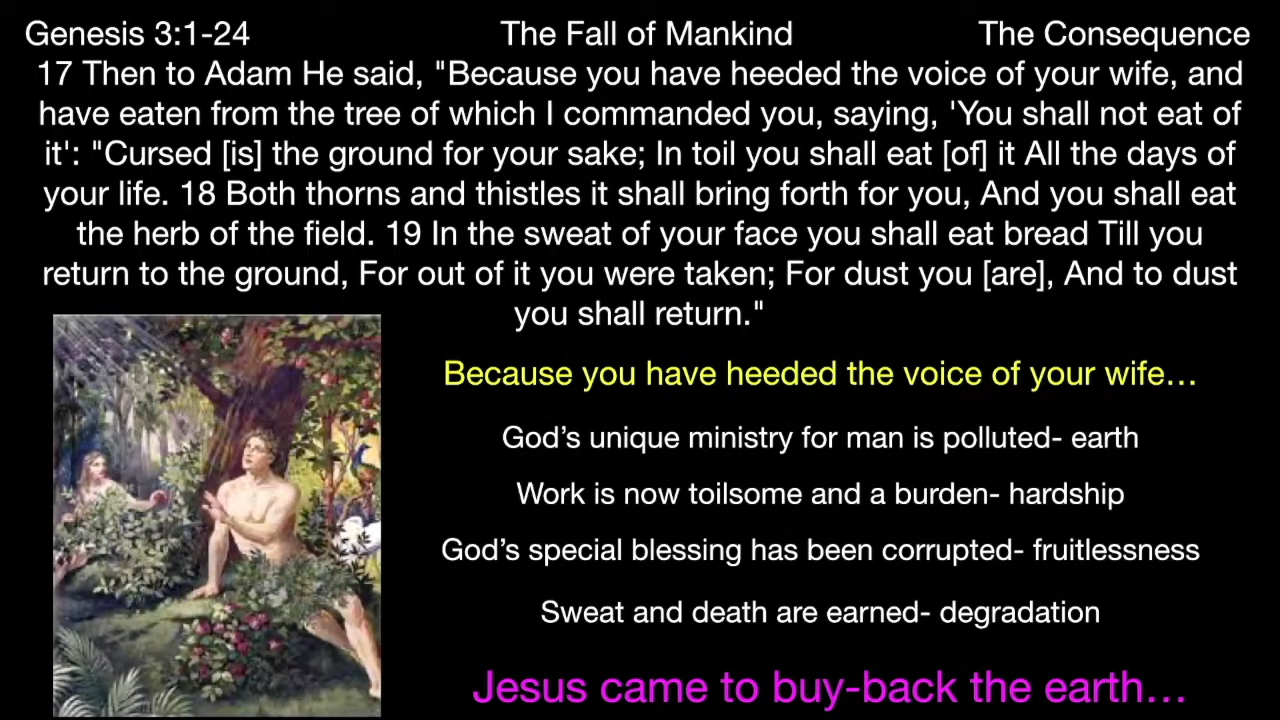 Genesis 3:1-24 The Fall of Mankind The Consequence
17 Then to Adam He said, "Because you have heeded the voice of your wife, and
have eaten from the tree of which I commanded you, saying, 'You shall not eat of
it': "Cursed [is] the ground for your sake; In toil you shall eat [of] it All the days of
your life. 18 Both thorns and thistles it shall bring forth for you, And you shall eat
the herb of the field. 19 In the sweat of your face you shall eat bread Till you
return to the ground, For out of it you were taken; For dust you [are], And to dust
you shall return."
Because you have heeded the voice of your wife…
God’s unique ministry for man is polluted- earth
Work is now toilsome and a burden- hardship
God’s special blessing has been corrupted- fruitlessness
Sweat and death are earned- degradation
Jesus came to buy-back the earth…